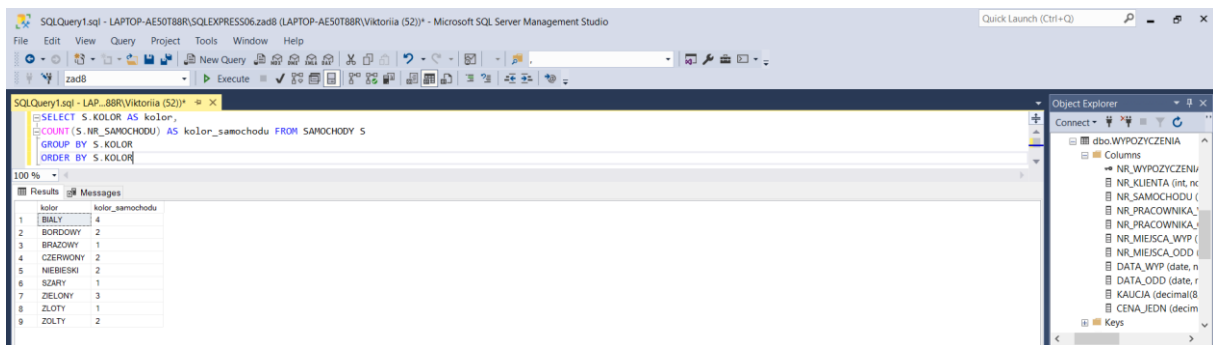 SQLQuery1.sql - LAPTOP-AE50T88R\SQLEXPRESS06.zad8 (LAPTOP-AE50T88R\Viktoriia (52))* - Microsoft SQL Server Management Studio
Quick Launch (Ctrl+Q)
File Edit View Query Project Tools Window Help
New Query
zad8 Execute
SQLQuery1.sql - LAP...88R\Viktoriia (52))*
SELECT S.KOLOR AS kolor,
COUNT(S.NR_SAMOCHODU) AS kolor_samochodu FROM SAMOCHODY S
GROUP BY S.KOLOR
ORDER BY S.KOLOR
100 %
Results Messages
kolor kolor_samochodu
1 BIALY 4
2 BORDOWY 2
3 BRAZOWY 1
4 CZERWONY 2
5 NIEBIESKI 2
6 SZARY 1
7 ZIELONY 3
8 ZLOTY 1
9 ZOLTY 2
Object Explorer
Connect
dbo.WYPOZYCZENIA
Columns
NR_WYPOZYCZENI
NR_KLIENTA (int, nc
NR_SAMOCHODU (
NR_PRACOWNIKA_
NR_PRACOWNIKA_
NR_MIEJSCA_WYP (
NR_MIEJSCA_ODD (
DATA_WYP (date, n
DATA_ODD (date, r
KAUCJA (decimal(8
CENA_JEDN (decim
Keys